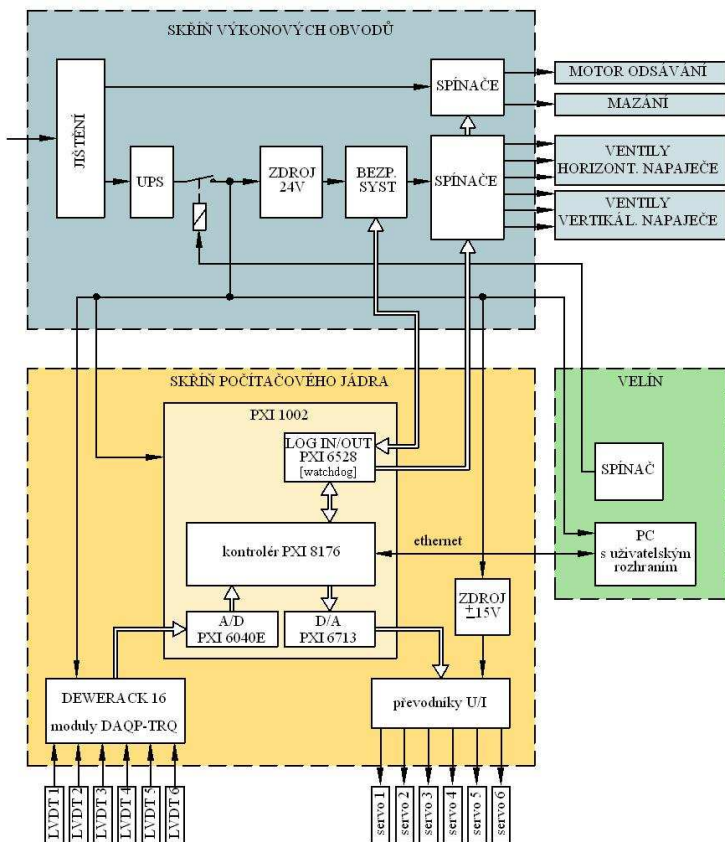 SKŘÍŇ VÝKONOVÝCH OBVODŮ
JIŠTĚNÍ
UPS
ZDROJ
24V
BEZP.
SYST
SPÍNAČE
SPÍNAČE
MOTOR ODSÁVÁNÍ
MAZÁNÍ
VENTILY
HORIZONT. NAPAJEČE
VENTILY
VERTIKÁL. NAPAJEČE
SKŘÍŇ POČÍTAČOVÉHO JÁDRA
PXI 1002
LOG IN/OUT
PXI 6528
[watchdog]
kontrolér PXI 8176
A/D
PXI 6040E
D/A
PXI 6713
ethernet
ZDROJ
±15V
DEWERACK 16
moduly DAQP-TRQ
převodníky U/I
VELÍN
SPÍNAČ
PC
s uživatelským
rozhraním
LVDT 1
LVDT 2
LVDT 3
LVDT 4
LVDT 5
LVDT 6
servo 1
servo 2
servo 3
servo 4
servo 5
servo 6